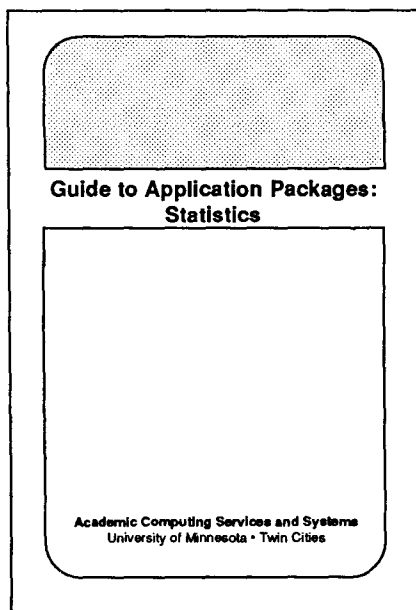 Guide to Application Packages:
Statistics
Academic Computing Services and Systems
University of Minnesota • Twin Cities